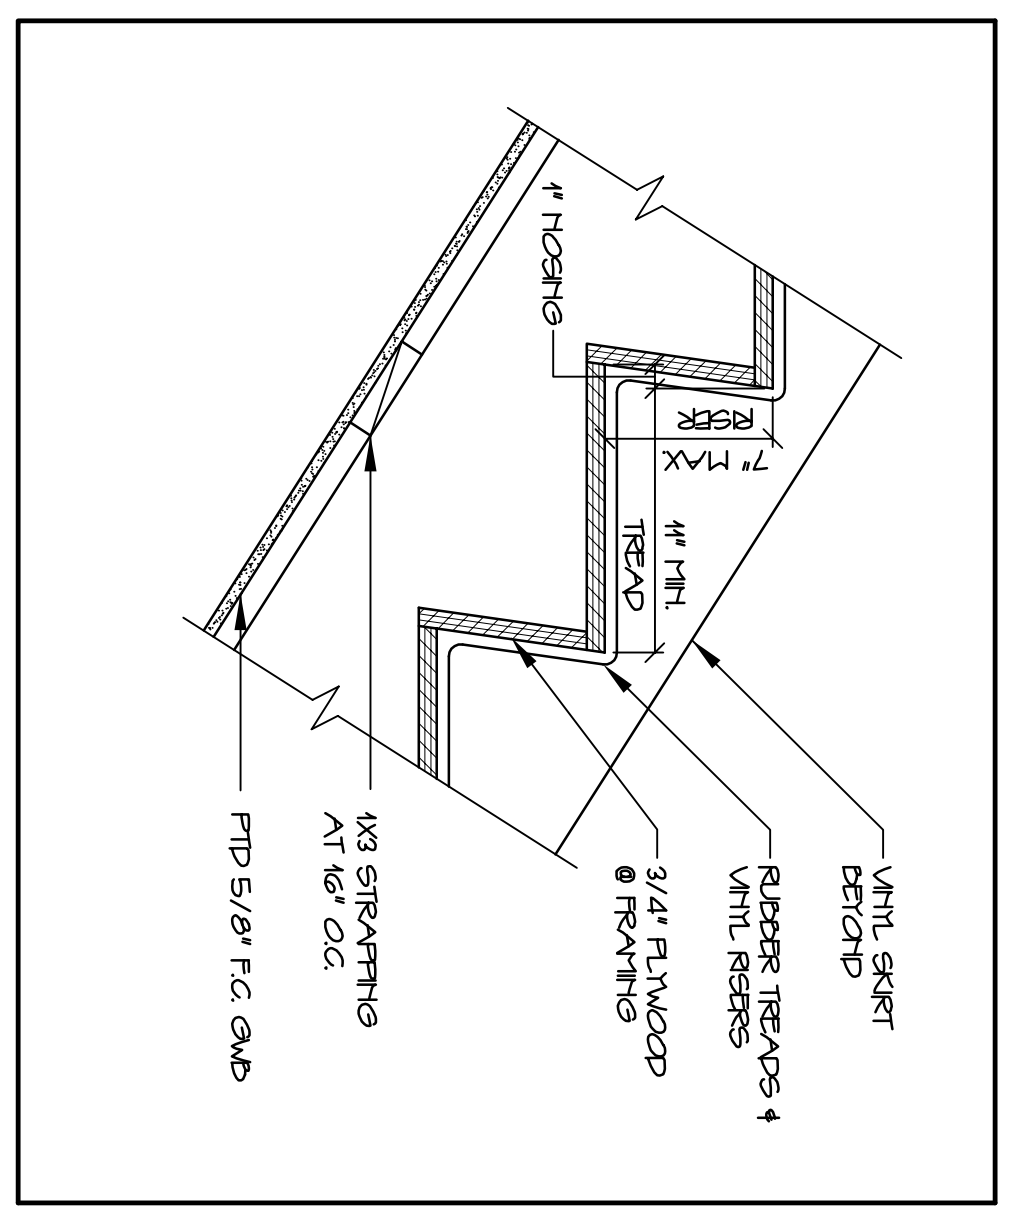 VINYL SKIRT
BEYOND
RUBBER TREADS &
VINYL RISERS
3/4" PLYWOOD
@ FRAMING
1X3 STRAPPING
AT 16" O.C.
PTD 5/8" F.C. GWB
11" MIN.
TREAD
7" MAX.
RISER
1" NOSING